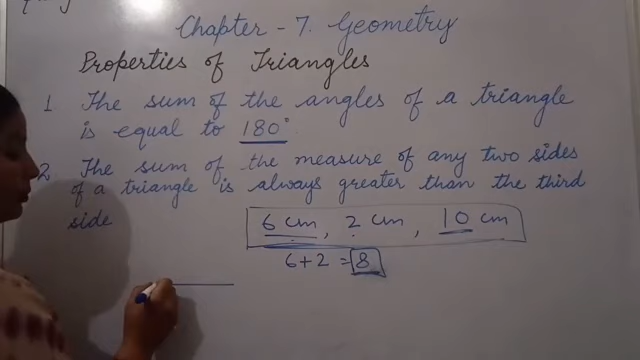 Chapter - 7. Geometry
Properties of Triangles
1. The sum of the angles of a triangle
is equal to 180°.
2. The sum of the measure of any two sides
of a triangle is always greater than the third
side
6 cm, 2 cm, 10 cm
6+2 = 8